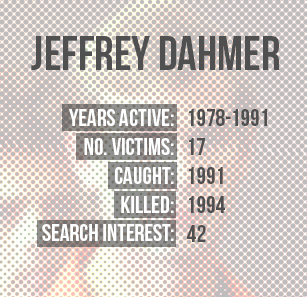 JEFFREY DAHMER
YEARS ACTIVE: 1978-1991
NO. VICTIMS: 17
CAUGHT: 1991
KILLED: 1994
SEARCH INTEREST: 42